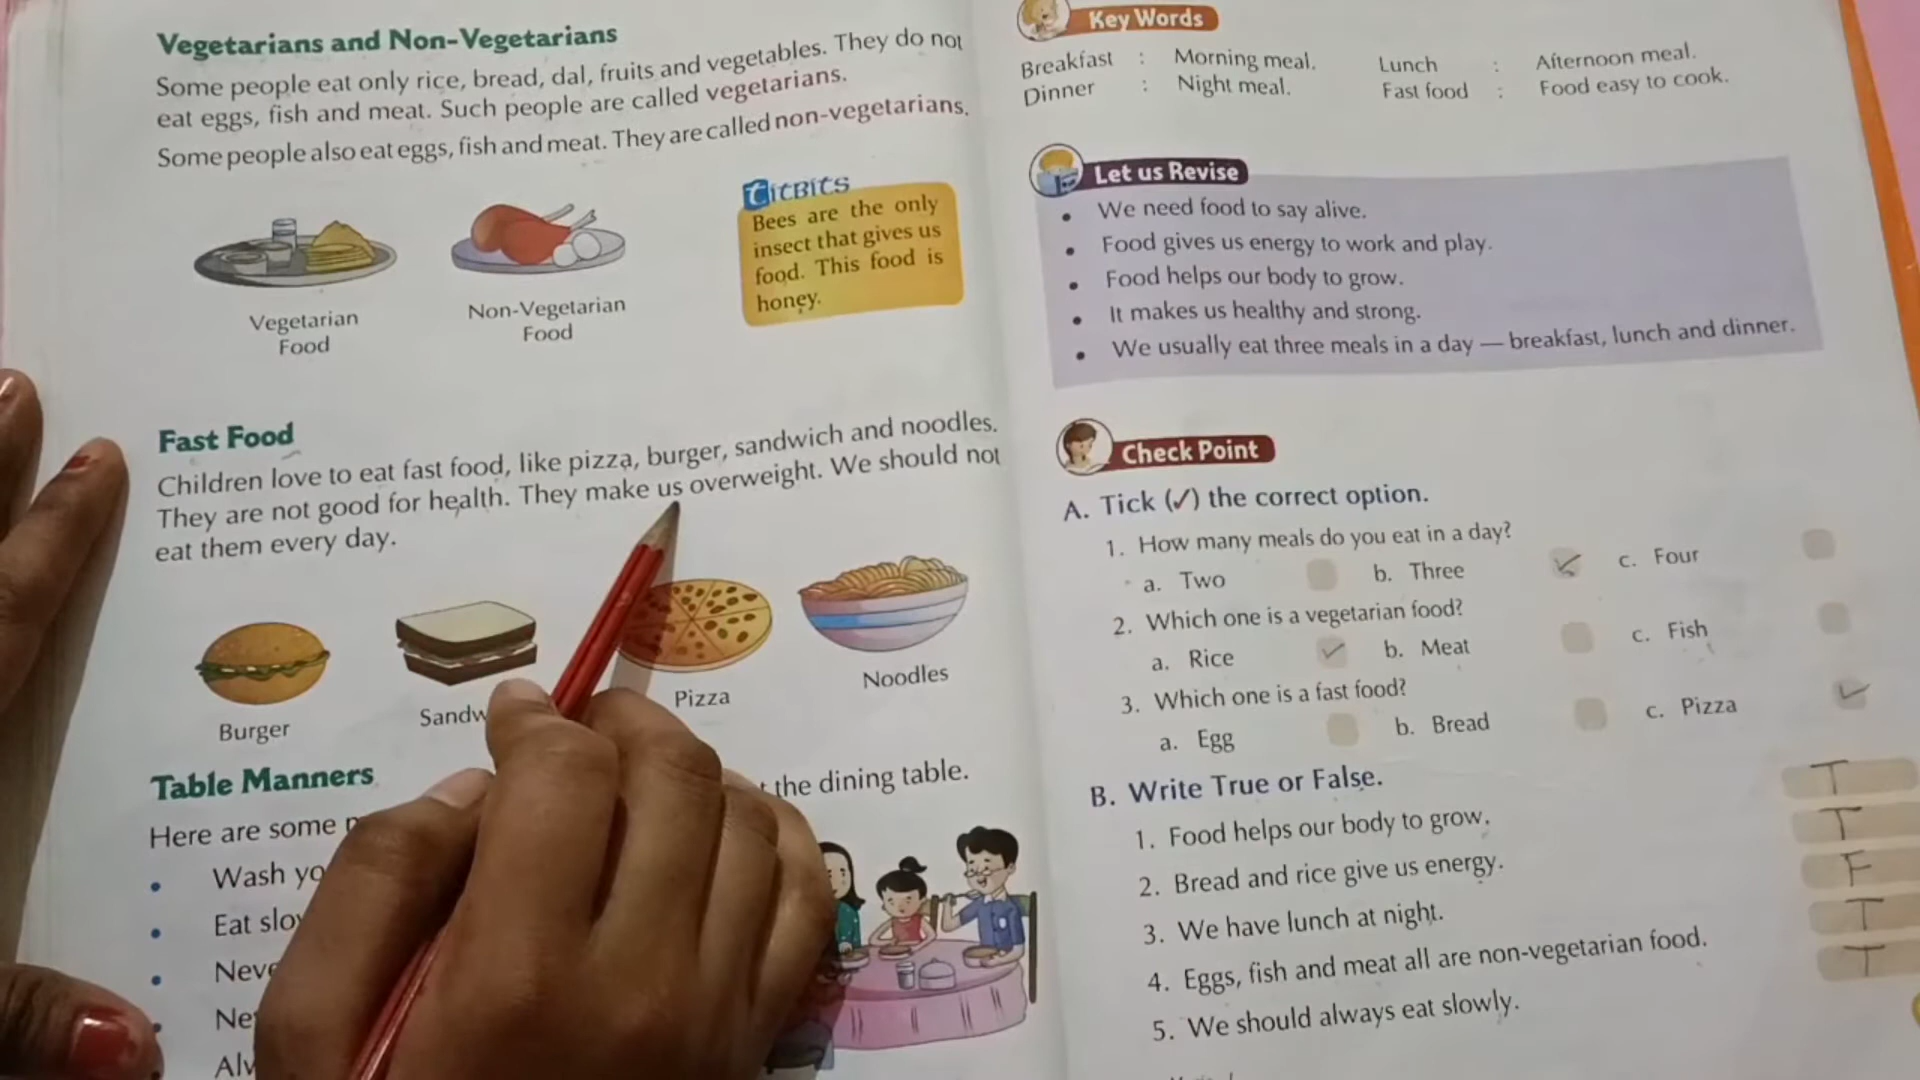 Vegetarians and Non-Vegetarians
Some people eat only rice, bread, dal, fruits and vegetables. They do not
eat eggs, fish and meat. Such people are called vegetarians.
Some people also eat eggs, fish and meat. They are called non-vegetarians.
Vegetarian
Food
Non-Vegetarian
Food
titBits
Bees are the only
insect that gives us
food. This food is
honey.
Fast Food
Children love to eat fast food, like pizza, burger, sandwich and noodles.
They are not good for health. They make us overweight. We should not
eat them every day.
Burger
Pizza
Noodles
Table Manners
Here are some
the dining table.
Wash
Eat
Key Words
Breakfast : Morning meal. Lunch : Afternoon meal.
Dinner : Night meal. Fast food : Food easy to cook.
Let us Revise
• We need food to say alive.
• Food gives us energy to work and play.
• Food helps our body to grow.
• It makes us healthy and strong.
• We usually eat three meals in a day — breakfast, lunch and dinner.
Check Point
A. Tick (✓) the correct option.
1. How many meals do you eat in a day?
a. Two b. Three ✓ c. Four
2. Which one is a vegetarian food?
a. Rice ✓ b. Meat c. Fish
3. Which one is a fast food?
a. Egg b. Bread c. Pizza ✓
B. Write True or False.
1. Food helps our body to grow. T
2. Bread and rice give us energy. T
3. We have lunch at night. F
4. Eggs, fish and meat all are non-vegetarian food. T
5. We should always eat slowly. T